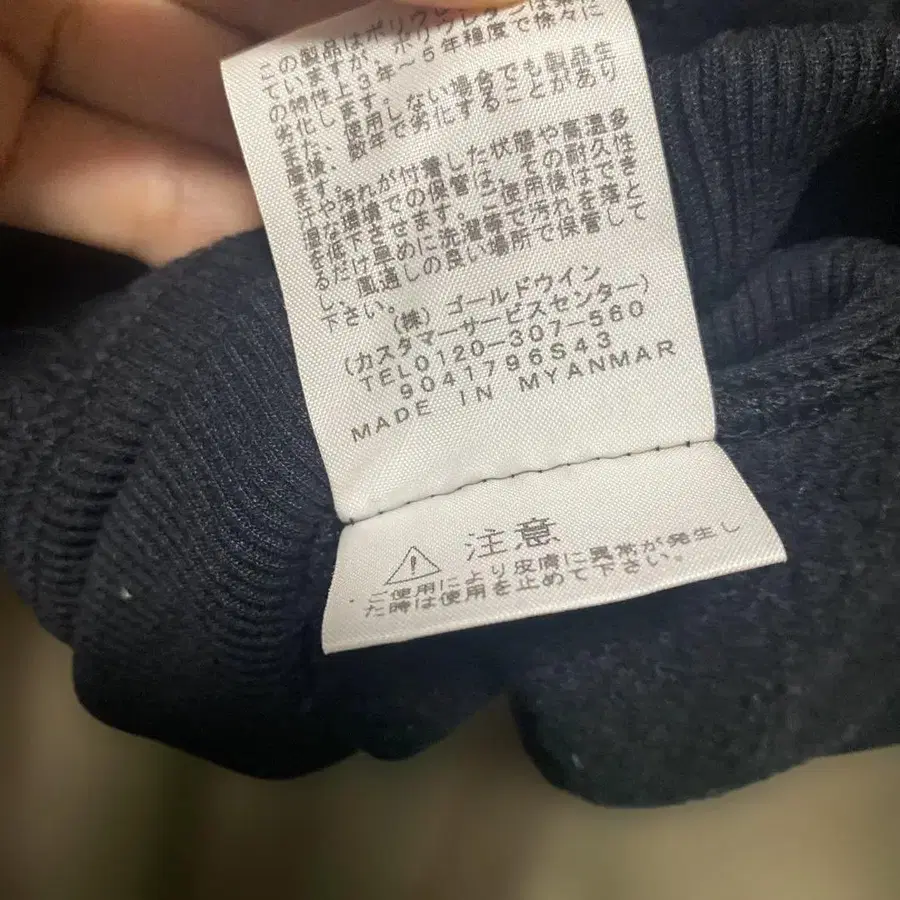 この製品はポリウレ
ていますが、ポリウレタンは素材
の特性上3年～5年程度で徐々に
劣化します。
また、使用しない場合でも製品生
産後、数年で劣化することがあり
ます。
汗や汚れが付着した状態や高温多
湿な環境での保管は、その耐久性
を低下させます。ご使用後はでき
るだけ早めに洗濯等で汚れを落と
し、風通しの良い場所で保管して
下さい。
(株)ゴールドウイン
(カスタマーサービスセンター)
TEL0120-307-560
9041796S43
MADE IN MYANMAR
注意
ご使用により皮膚に異常が発生し
た時は使用を止めて下さい。